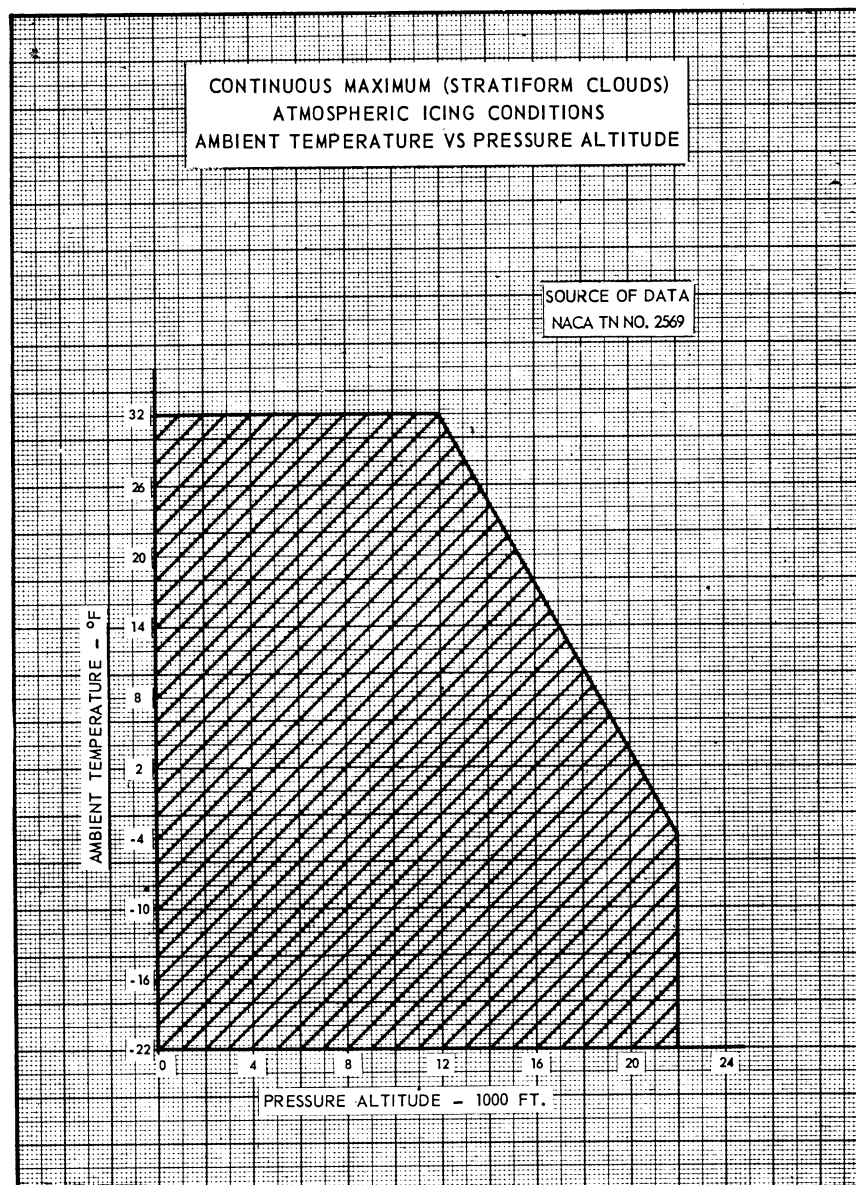 CONTINUOUS MAXIMUM (STRATIFORM CLOUDS)
ATMOSPHERIC ICING CONDITIONS
AMBIENT TEMPERATURE VS PRESSURE ALTITUDE
SOURCE OF DATA
NACA TN NO. 2569
32
26
20
14
8
2
-4
-10
-16
-22
AMBIENT TEMPERATURE - °F
0 4 8 12 16 20 24
PRESSURE ALTITUDE - 1000 FT.